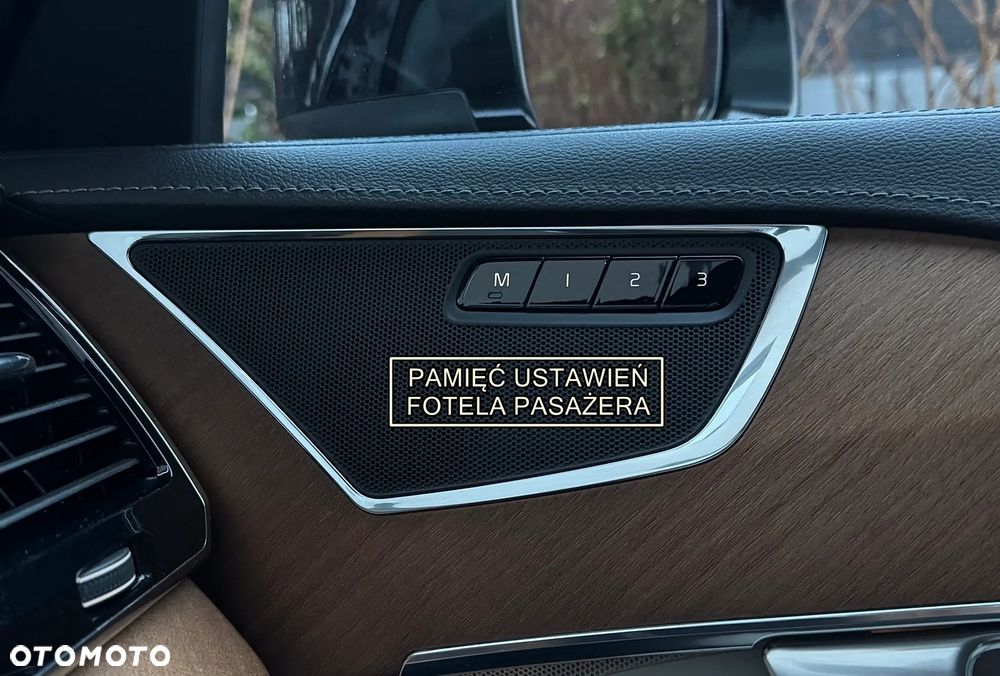 M 1 2 3
PAMIĘĆ USTAWIEŃ
FOTELA PASAŻERA
OTOMOTO